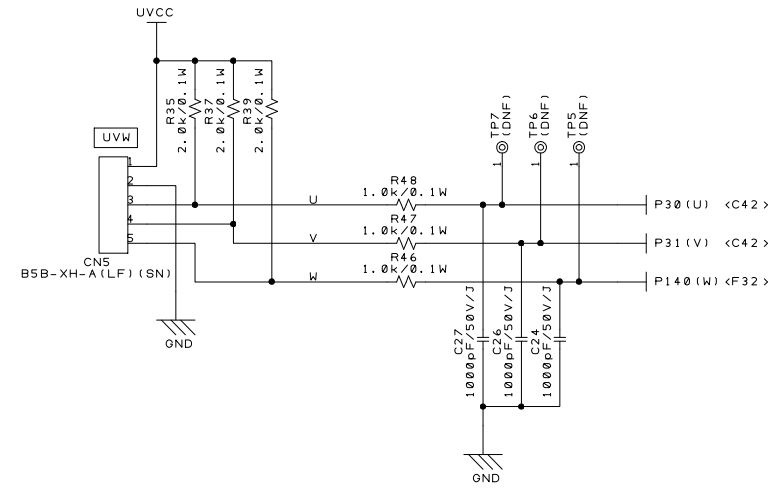 UVCC
R35
2.0k/0.1W
R37
2.0k/0.1W
R39
2.0k/0.1W
TP7
(DNF)
1
TP6
(DNF)
1
TP5
(DNF)
1
UVW
1
2
3
4
5
CN5
B5B-XH-A(LF)(SN)
U
V
W
R48
1.0k/0.1W
R47
1.0k/0.1W
R46
1.0k/0.1W
P30(U) <C42>
P31(V) <C42>
P140(W) <F32>
C27
1000pF/50V/J
C26
1000pF/50V/J
C24
1000pF/50V/J
GND
GND